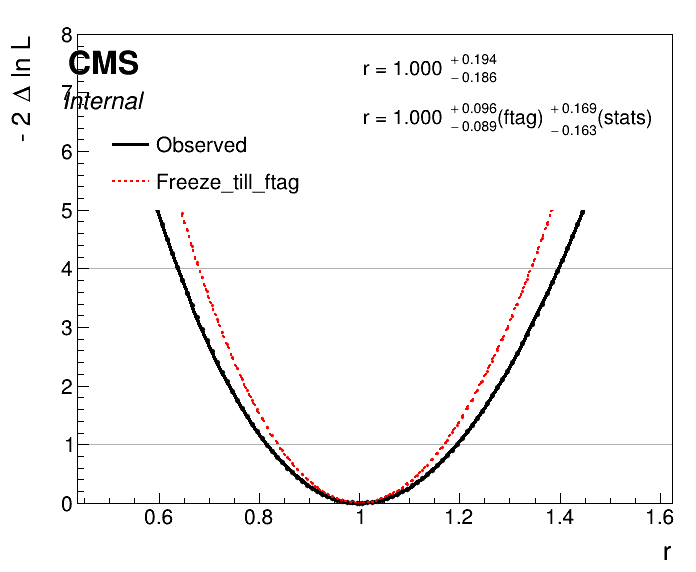 - 2 Δ ln L
8
7
6
5
4
3
2
1
0
CMS
Internal
r = 1.000 + 0.194 - 0.186
r = 1.000 + 0.096 - 0.089 (ftag) + 0.169 - 0.163 (stats)
Observed
Freeze_till_ftag
0.6 0.8 1 1.2 1.4 1.6
r